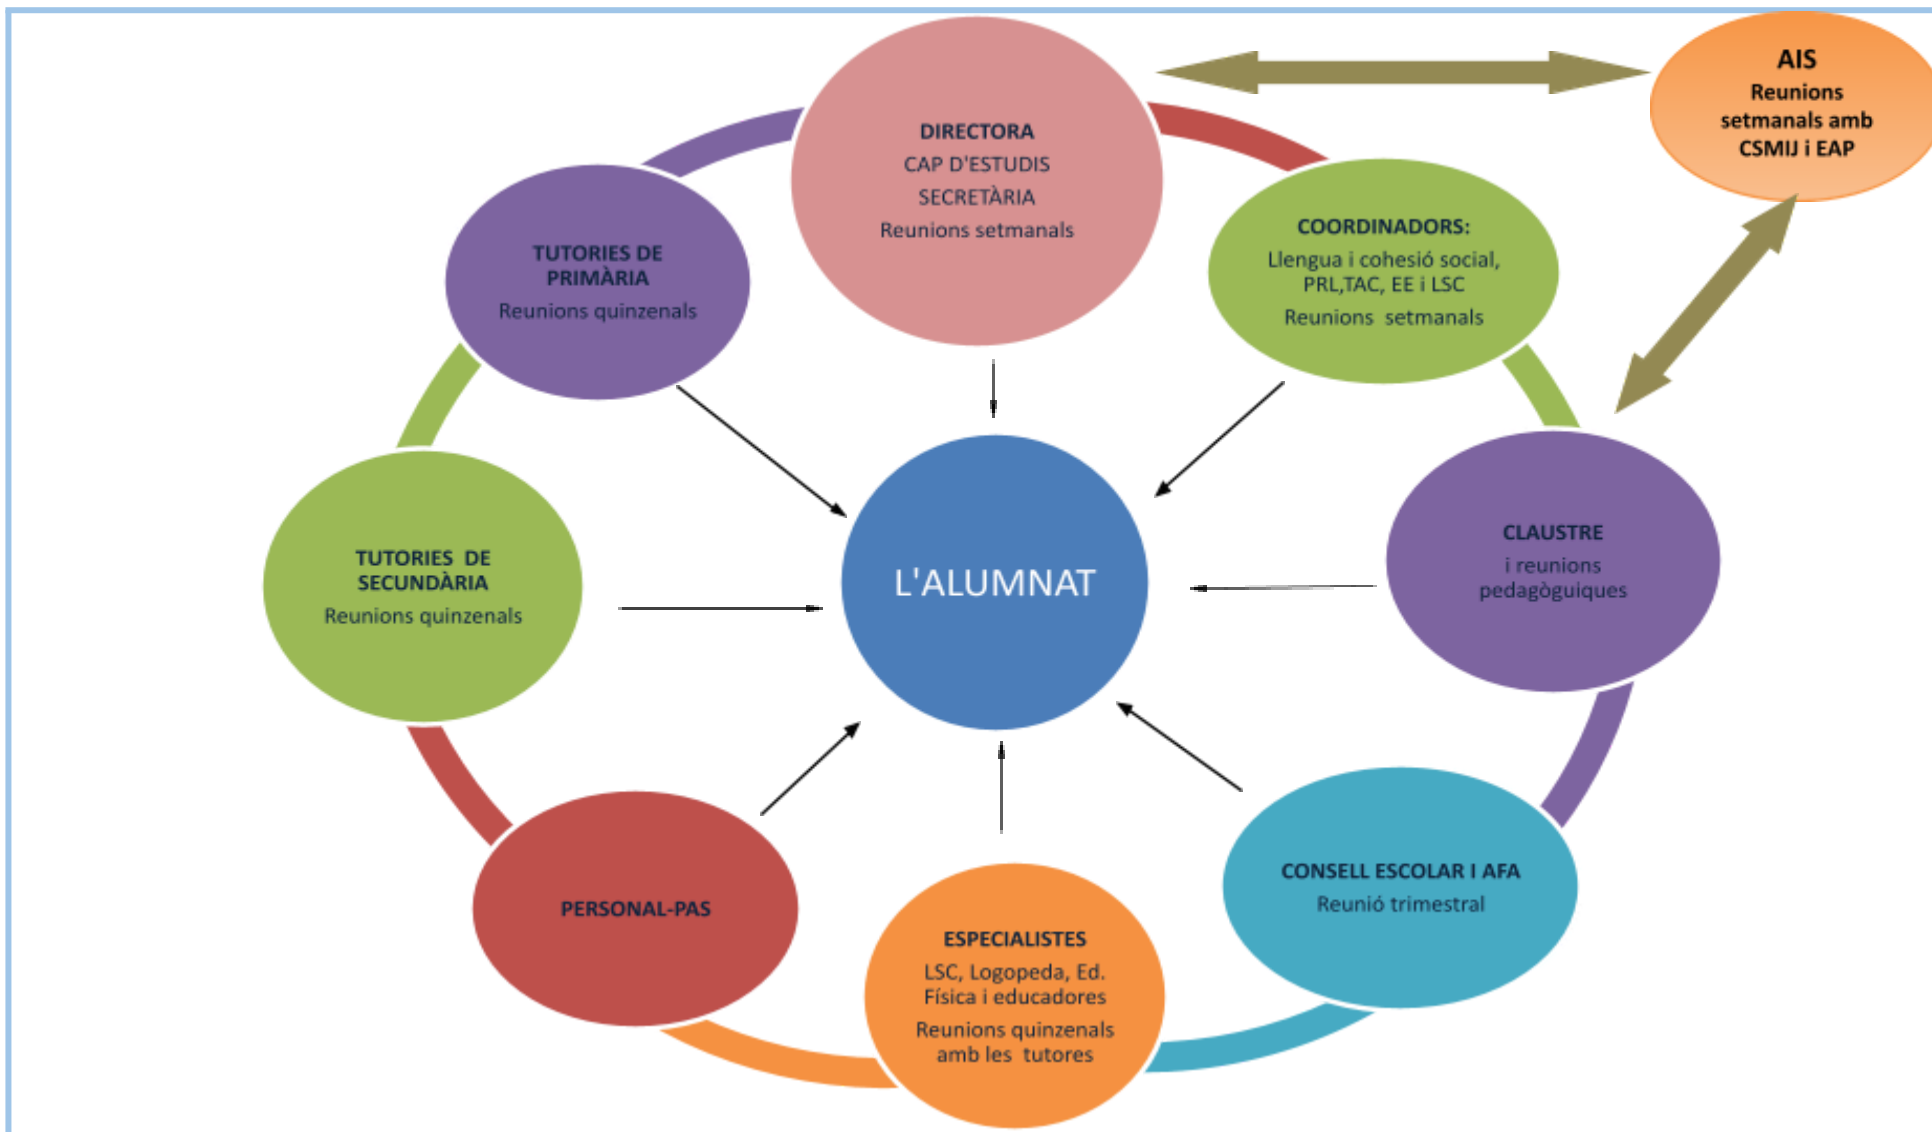 AIS
Reunions
setmanals amb
CSMIJ i EAP
DIRECTORA
CAP D'ESTUDIS
SECRETÀRIA
Reunions setmanals
COORDINADORS:
Llengua i cohesió social,
PRL,TAC, EE i LSC
Reunions setmanals
TUTORIES DE
PRIMÀRIA
Reunions quinzenals
CLAUSTRE
i reunions
pedagòguiques
L'ALUMNAT
TUTORIES DE
SECUNDÀRIA
Reunions quinzenals
CONSELL ESCOLAR I AFA
Reunió trimestral
PERSONAL-PAS
ESPECIALISTES
LSC, Logopeda, Ed.
Física i educadores
Reunions quinzenals
amb les tutores